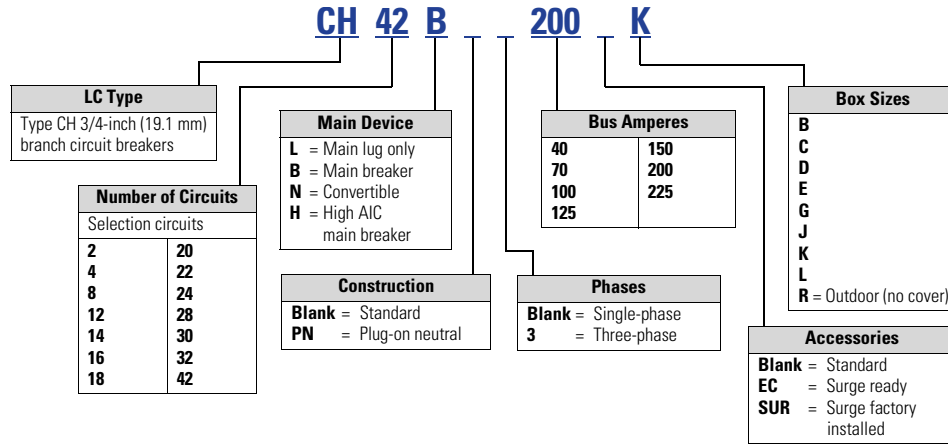 CH 42 B _ _ 200 _ K
LC Type
Type CH 3/4-inch (19.1 mm)
branch circuit breakers
Number of Circuits
Selection circuits
2 20
4 22
8 24
12 28
14 30
16 32
18 42
Main Device
L = Main lug only
B = Main breaker
N = Convertible
H = High AIC
main breaker
Construction
Blank = Standard
PN = Plug-on neutral
Phases
Blank = Single-phase
3 = Three-phase
Bus Amperes
40 150
70 200
100 225
125
Box Sizes
B
C
D
E
G
J
K
L
R = Outdoor (no cover)
Accessories
Blank = Standard
EC = Surge ready
SUR = Surge factory
installed